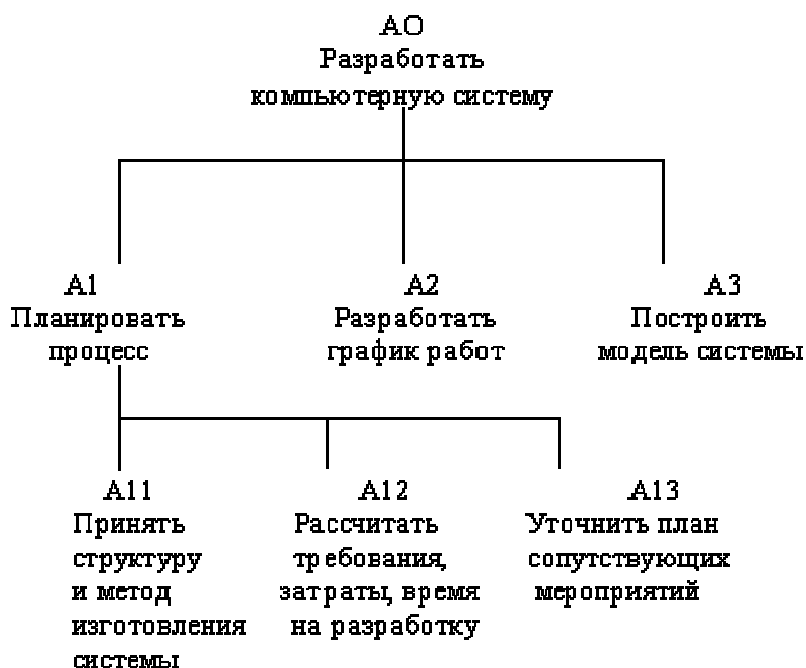 А0
Разработать
компьютерную систему
А1
Планировать
процесс
А2
Разработать
график работ
А3
Построить
модель системы
А11
Принять
структуру
и метод
изготовления
системы
А12
Рассчитать
требования,
затраты, время
на разработку
А13
Уточнить план
сопутствующих
мероприятий